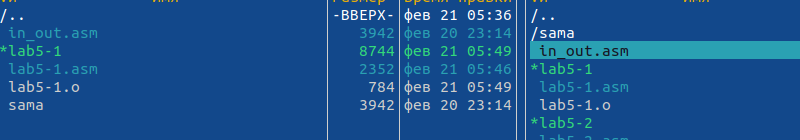 /.. -ВВЕРХ- фев 21 05:36 /..
in_out.asm 3942 фев 20 23:14 /sama
*lab5-1 8744 фев 21 05:49 in_out.asm
lab5-1.asm 2352 фев 21 05:46 *lab5-1
lab5-1.o 784 фев 21 05:49 lab5-1.asm
sama 3942 фев 20 23:14 lab5-1.o
*lab5-2